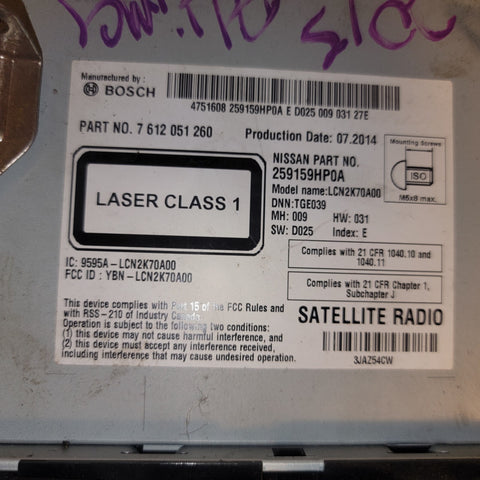 Manufactured by :
BOSCH
4751608 259159HP0A E D025 009 031 27E
PART NO. 7 612 051 260
Production Date: 07.2014
Mounting screws
ISO
M5x8 max.
LASER CLASS 1
NISSAN PART NO.
259159HP0A
Model name:LCN2K70A00
DNN:TGE039
MH: 009 HW: 031
SW: D025 Index: E
IC: 9595A-LCN2K70A00
FCC ID : YBN-LCN2K70A00
Complies with 21 CFR 1040.10 and
1040.11
Complies with 21 CFR Chapter 1,
Subchapter J
This device complies with Part 15 of the FCC Rules and
with RSS-210 of Industry Canada.
Operation is subject to the following two conditions:
(1) this device may not cause harmful interference, and
(2) this device must accept any interference received,
including interference that may cause undesired operation.
SATELLITE RADIO
3JAZ54CW